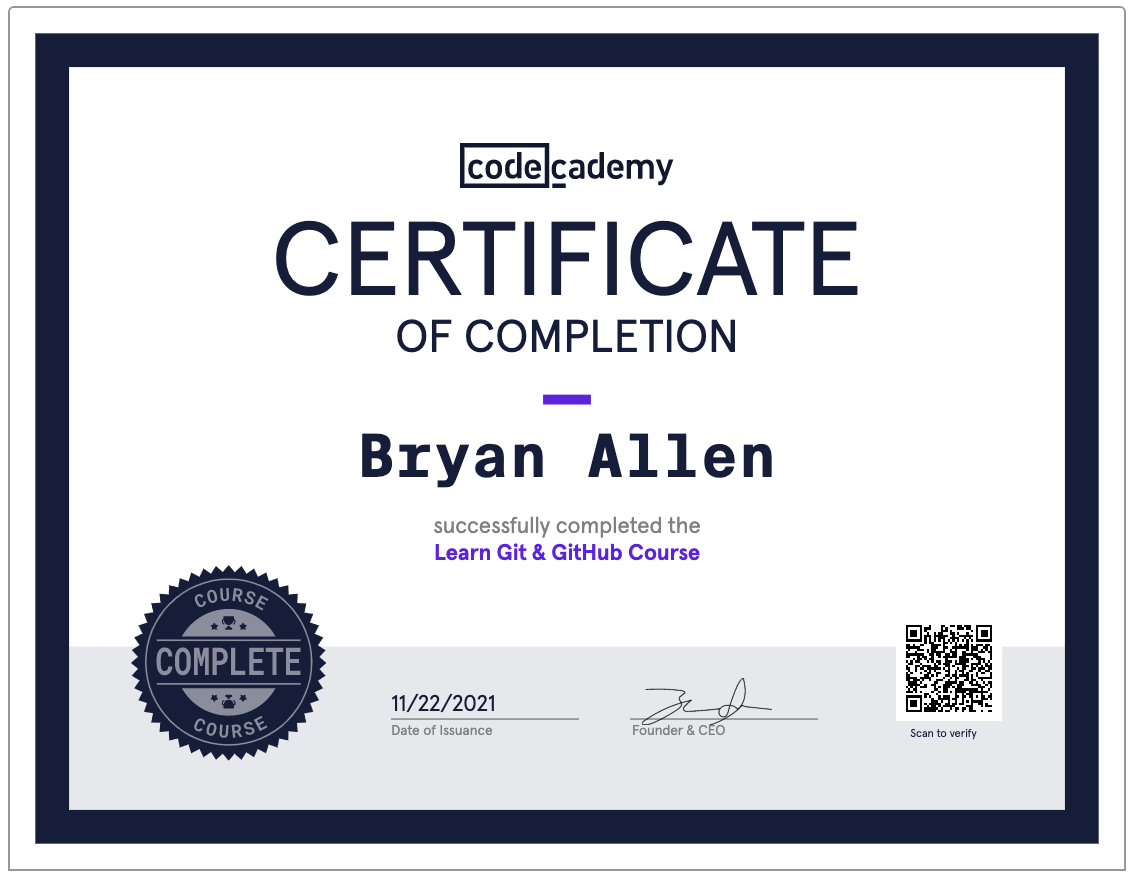 codecademy
CERTIFICATE
OF COMPLETION
Bryan Allen
successfully completed the
Learn Git & GitHub Course
COURSE
COMPLETE
COURSE
11/22/2021
Date of Issuance
Founder & CEO
Scan to verify